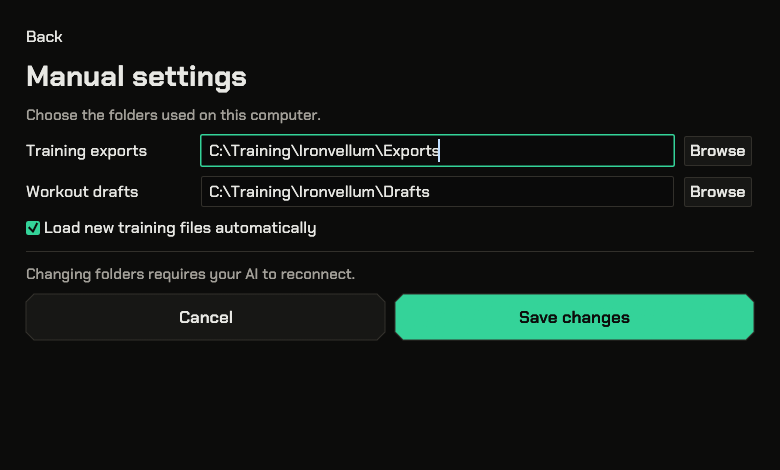 Back
Manual settings
Choose the folders used on this computer.
Training exports C:\Training\Ironvellum\Exports Browse
Workout drafts C:\Training\Ironvellum\Drafts Browse
Load new training files automatically
Changing folders requires your AI to reconnect.
Cancel Save changes